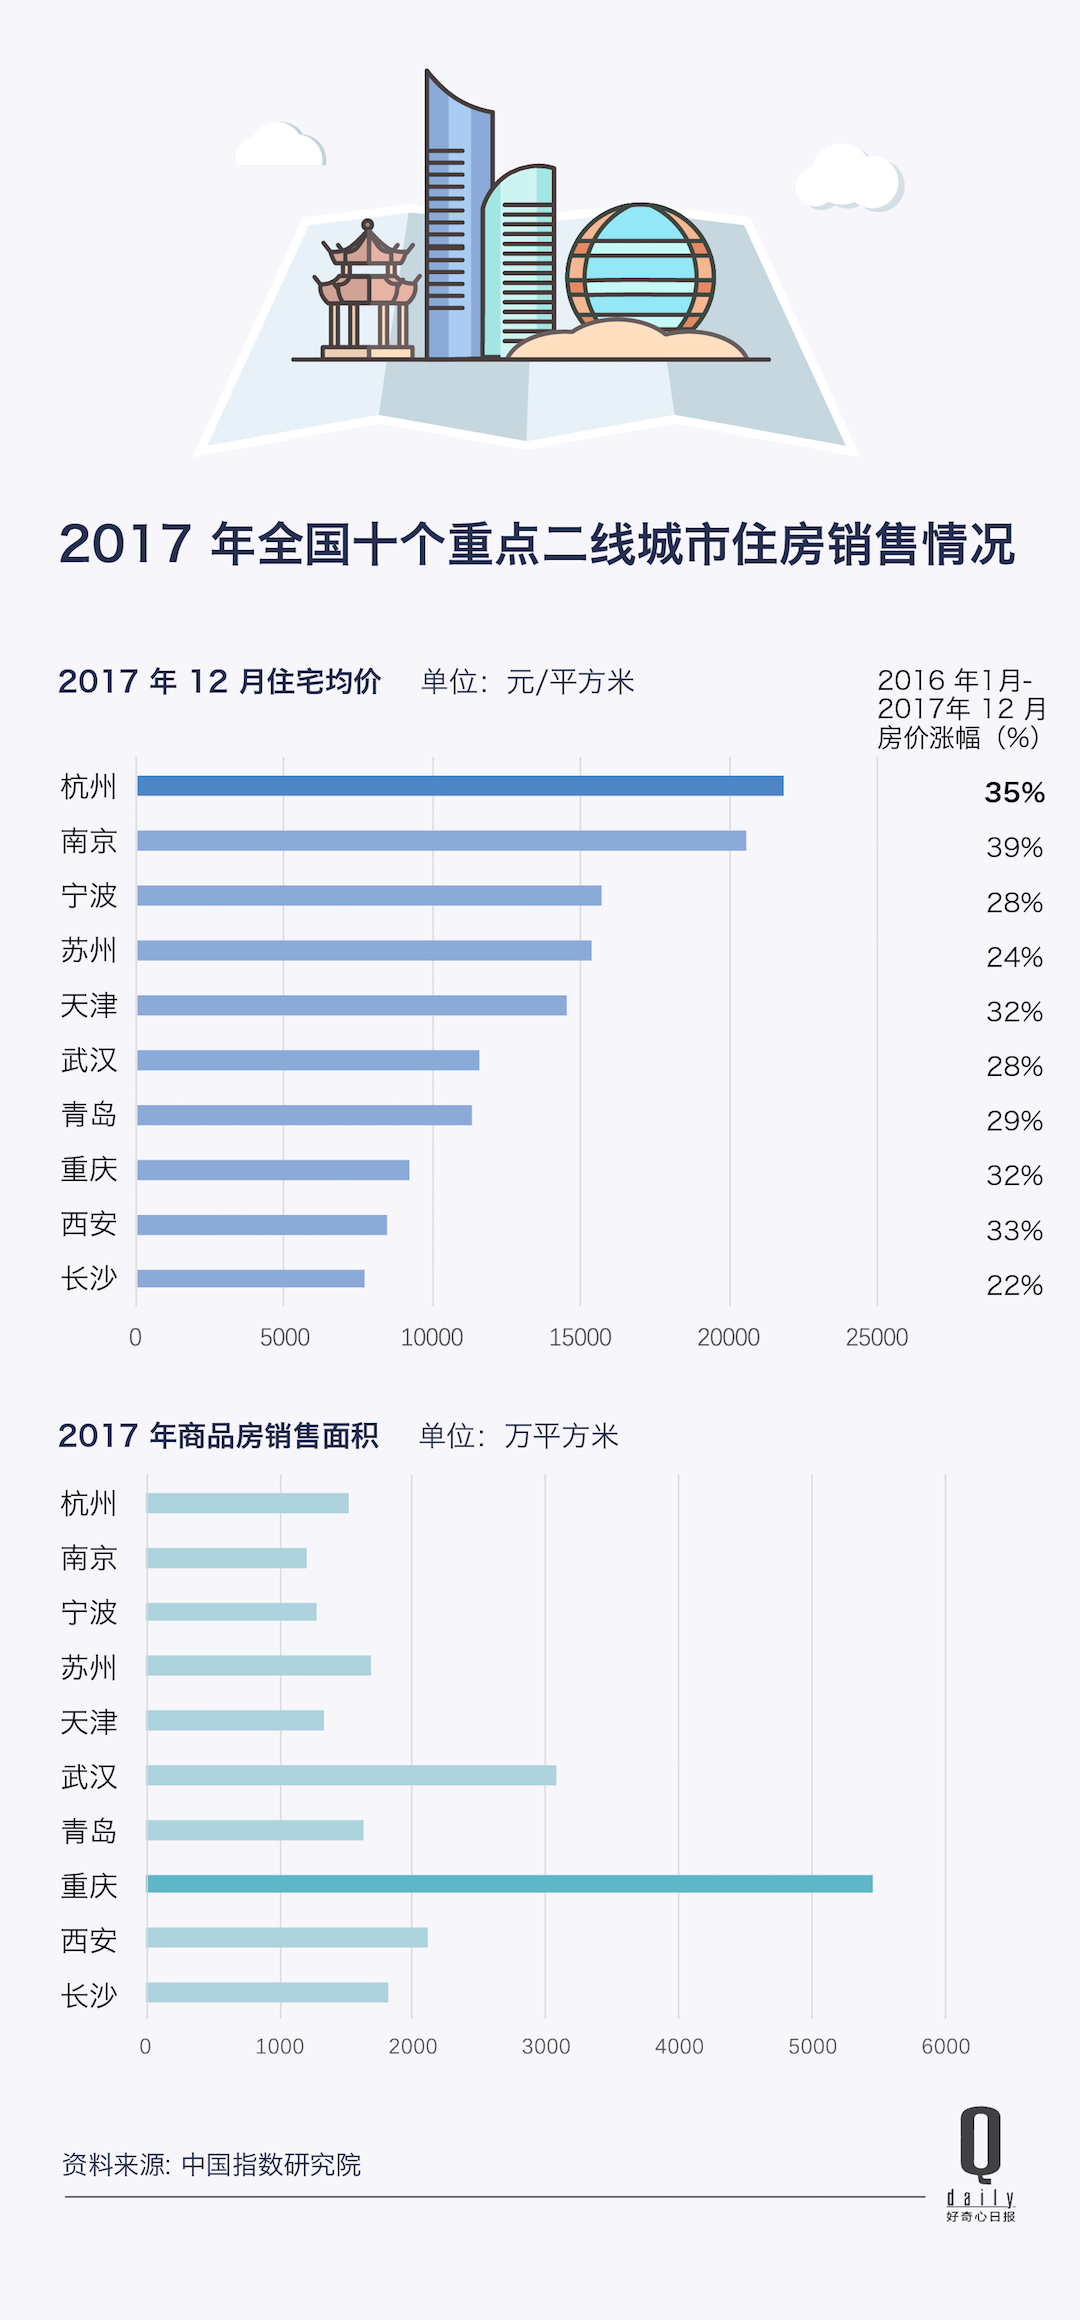 2017 年全国十个重点二线城市住房销售情况
2017 年 12 月住宅均价 单位：元/平方米
2016 年1月-
2017年 12 月
房价涨幅（%）
杭州 35%
南京 39%
宁波 28%
苏州 24%
天津 32%
武汉 28%
青岛 29%
重庆 32%
西安 33%
长沙 22%
0 5000 10000 15000 20000 25000
2017 年商品房销售面积 单位：万平方米
杭州
南京
宁波
苏州
天津
武汉
青岛
重庆
西安
长沙
0 1000 2000 3000 4000 5000 6000
资料来源: 中国指数研究院
Q
daily
好奇心日报